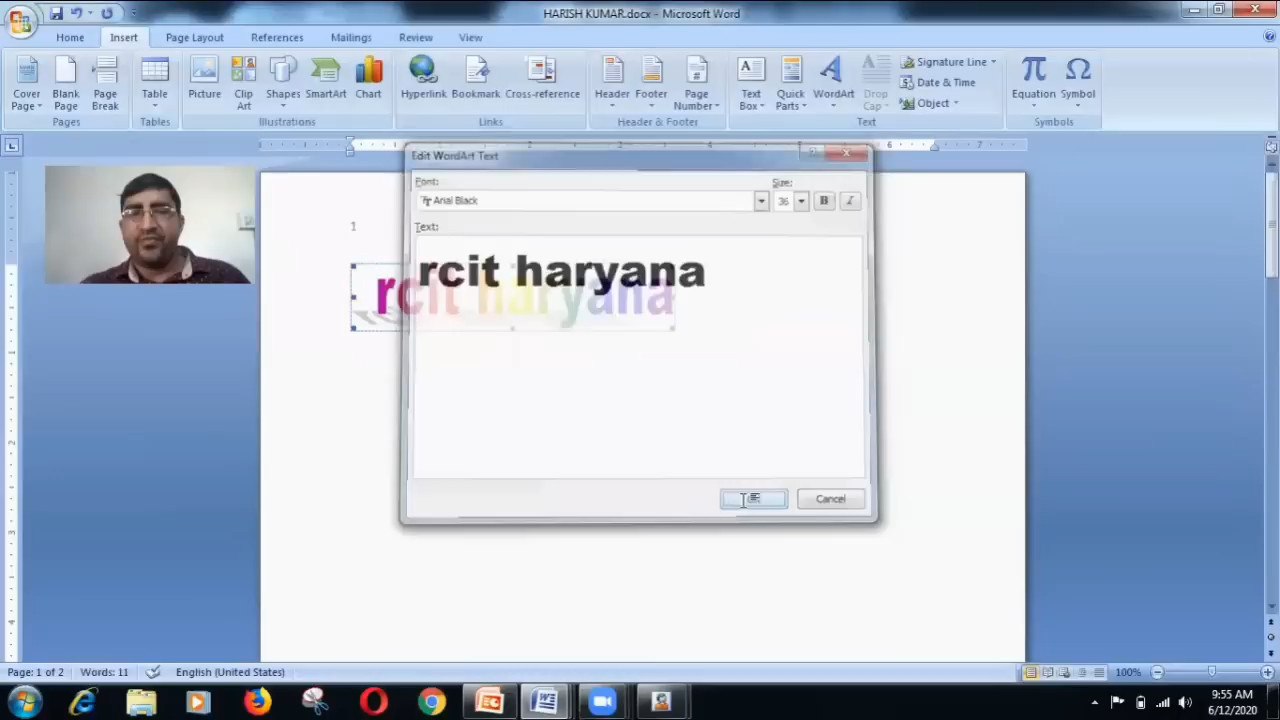 HARISH KUMAR.docx - Microsoft Word
Home Insert Page Layout References Mailings Review View
Cover Page Blank Page Page Break Table Picture Clip Art Shapes SmartArt Chart Hyperlink Bookmark Cross-reference Header Footer Page Number Text Box Quick Parts WordArt Drop Cap Signature Line Date & Time Object Equation Symbol
Pages Tables Illustrations Links Header & Footer Text Symbols
Edit WordArt Text
Font: Size:
Arial Black 36 B I
Text:
1
rcit haryana
rcit haryana
Cancel
Page: 1 of 2 Words: 11 English (United States) 100%
9:55 AM
6/12/2020